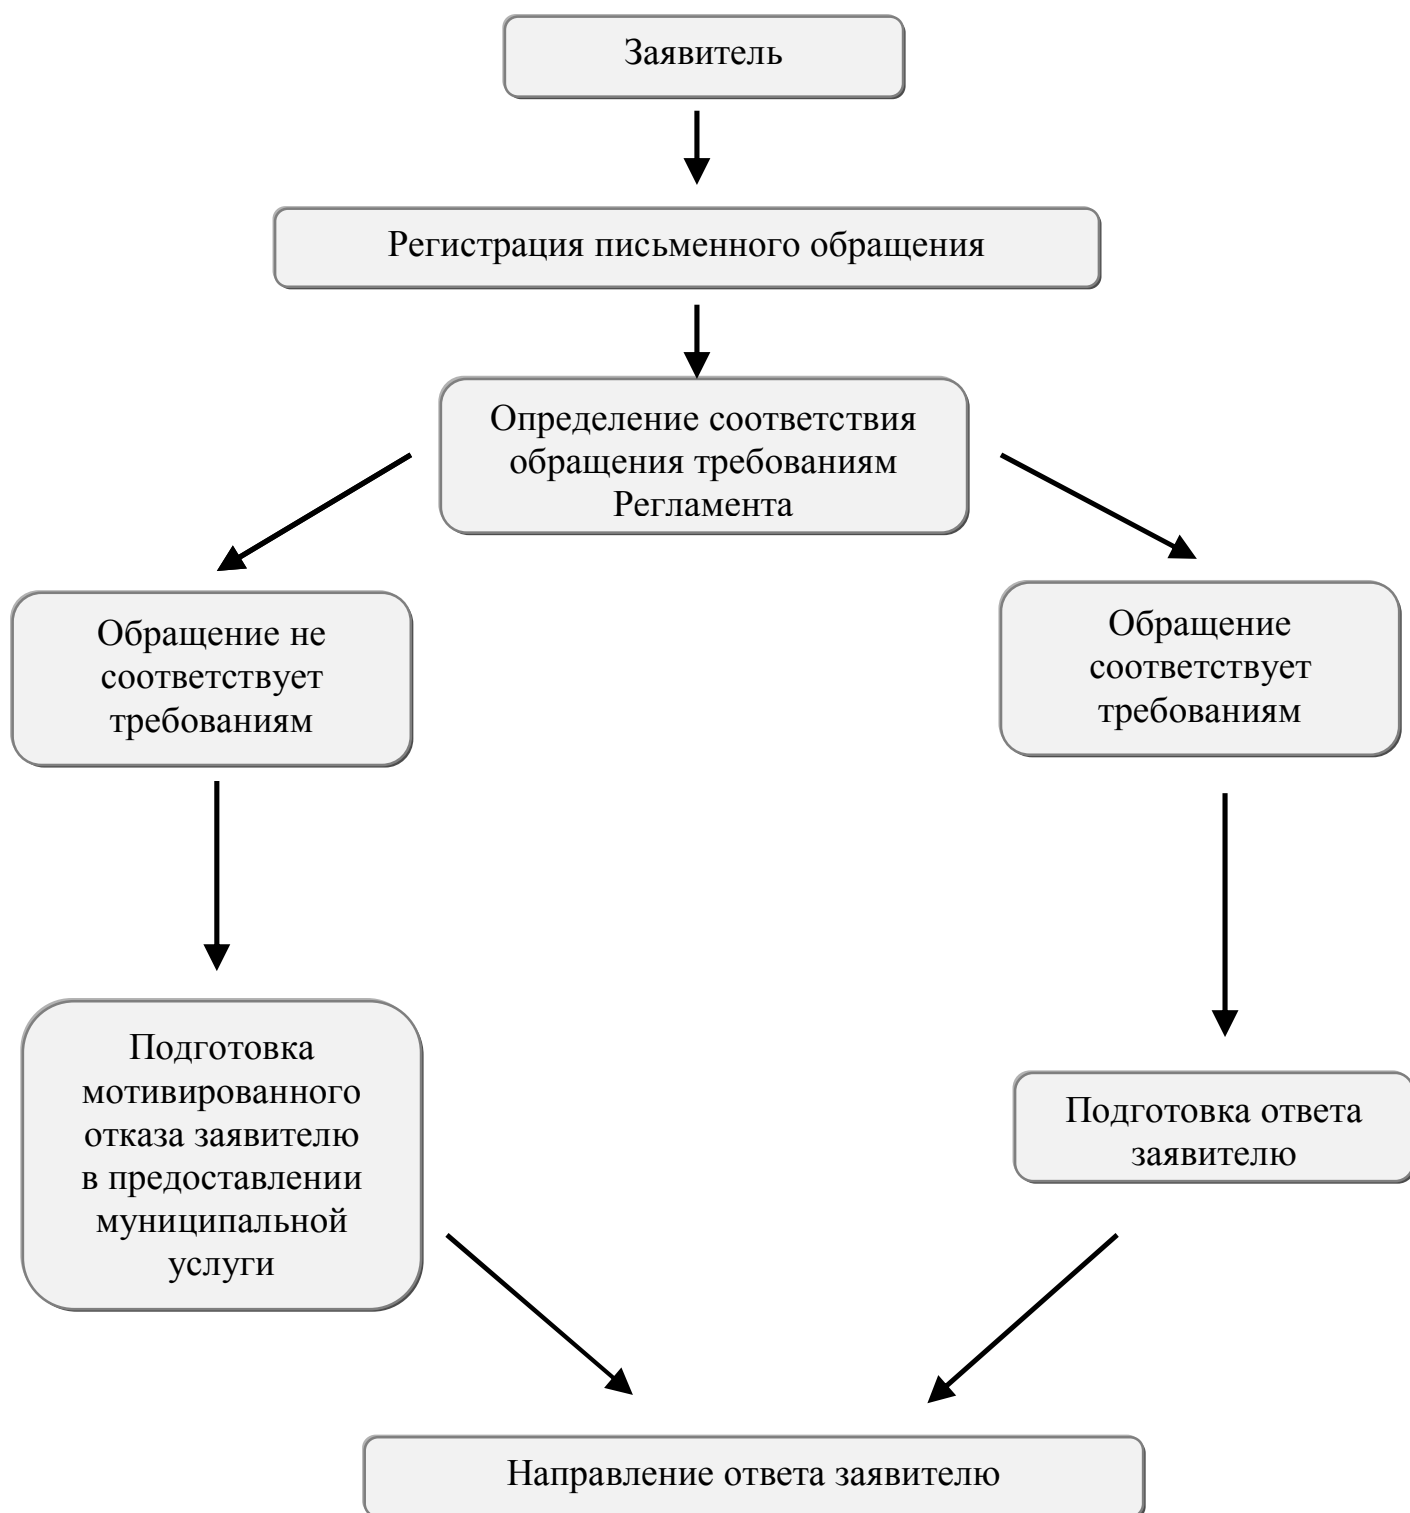 Заявитель
Регистрация письменного обращения
Определение соответствия
обращения требованиям
Регламента
Обращение не
соответствует
требованиям
Обращение
соответствует
требованиям
Подготовка
мотивированного
отказа заявителю
в предоставлении
муниципальной
услуги
Подготовка ответа
заявителю
Направление ответа заявителю